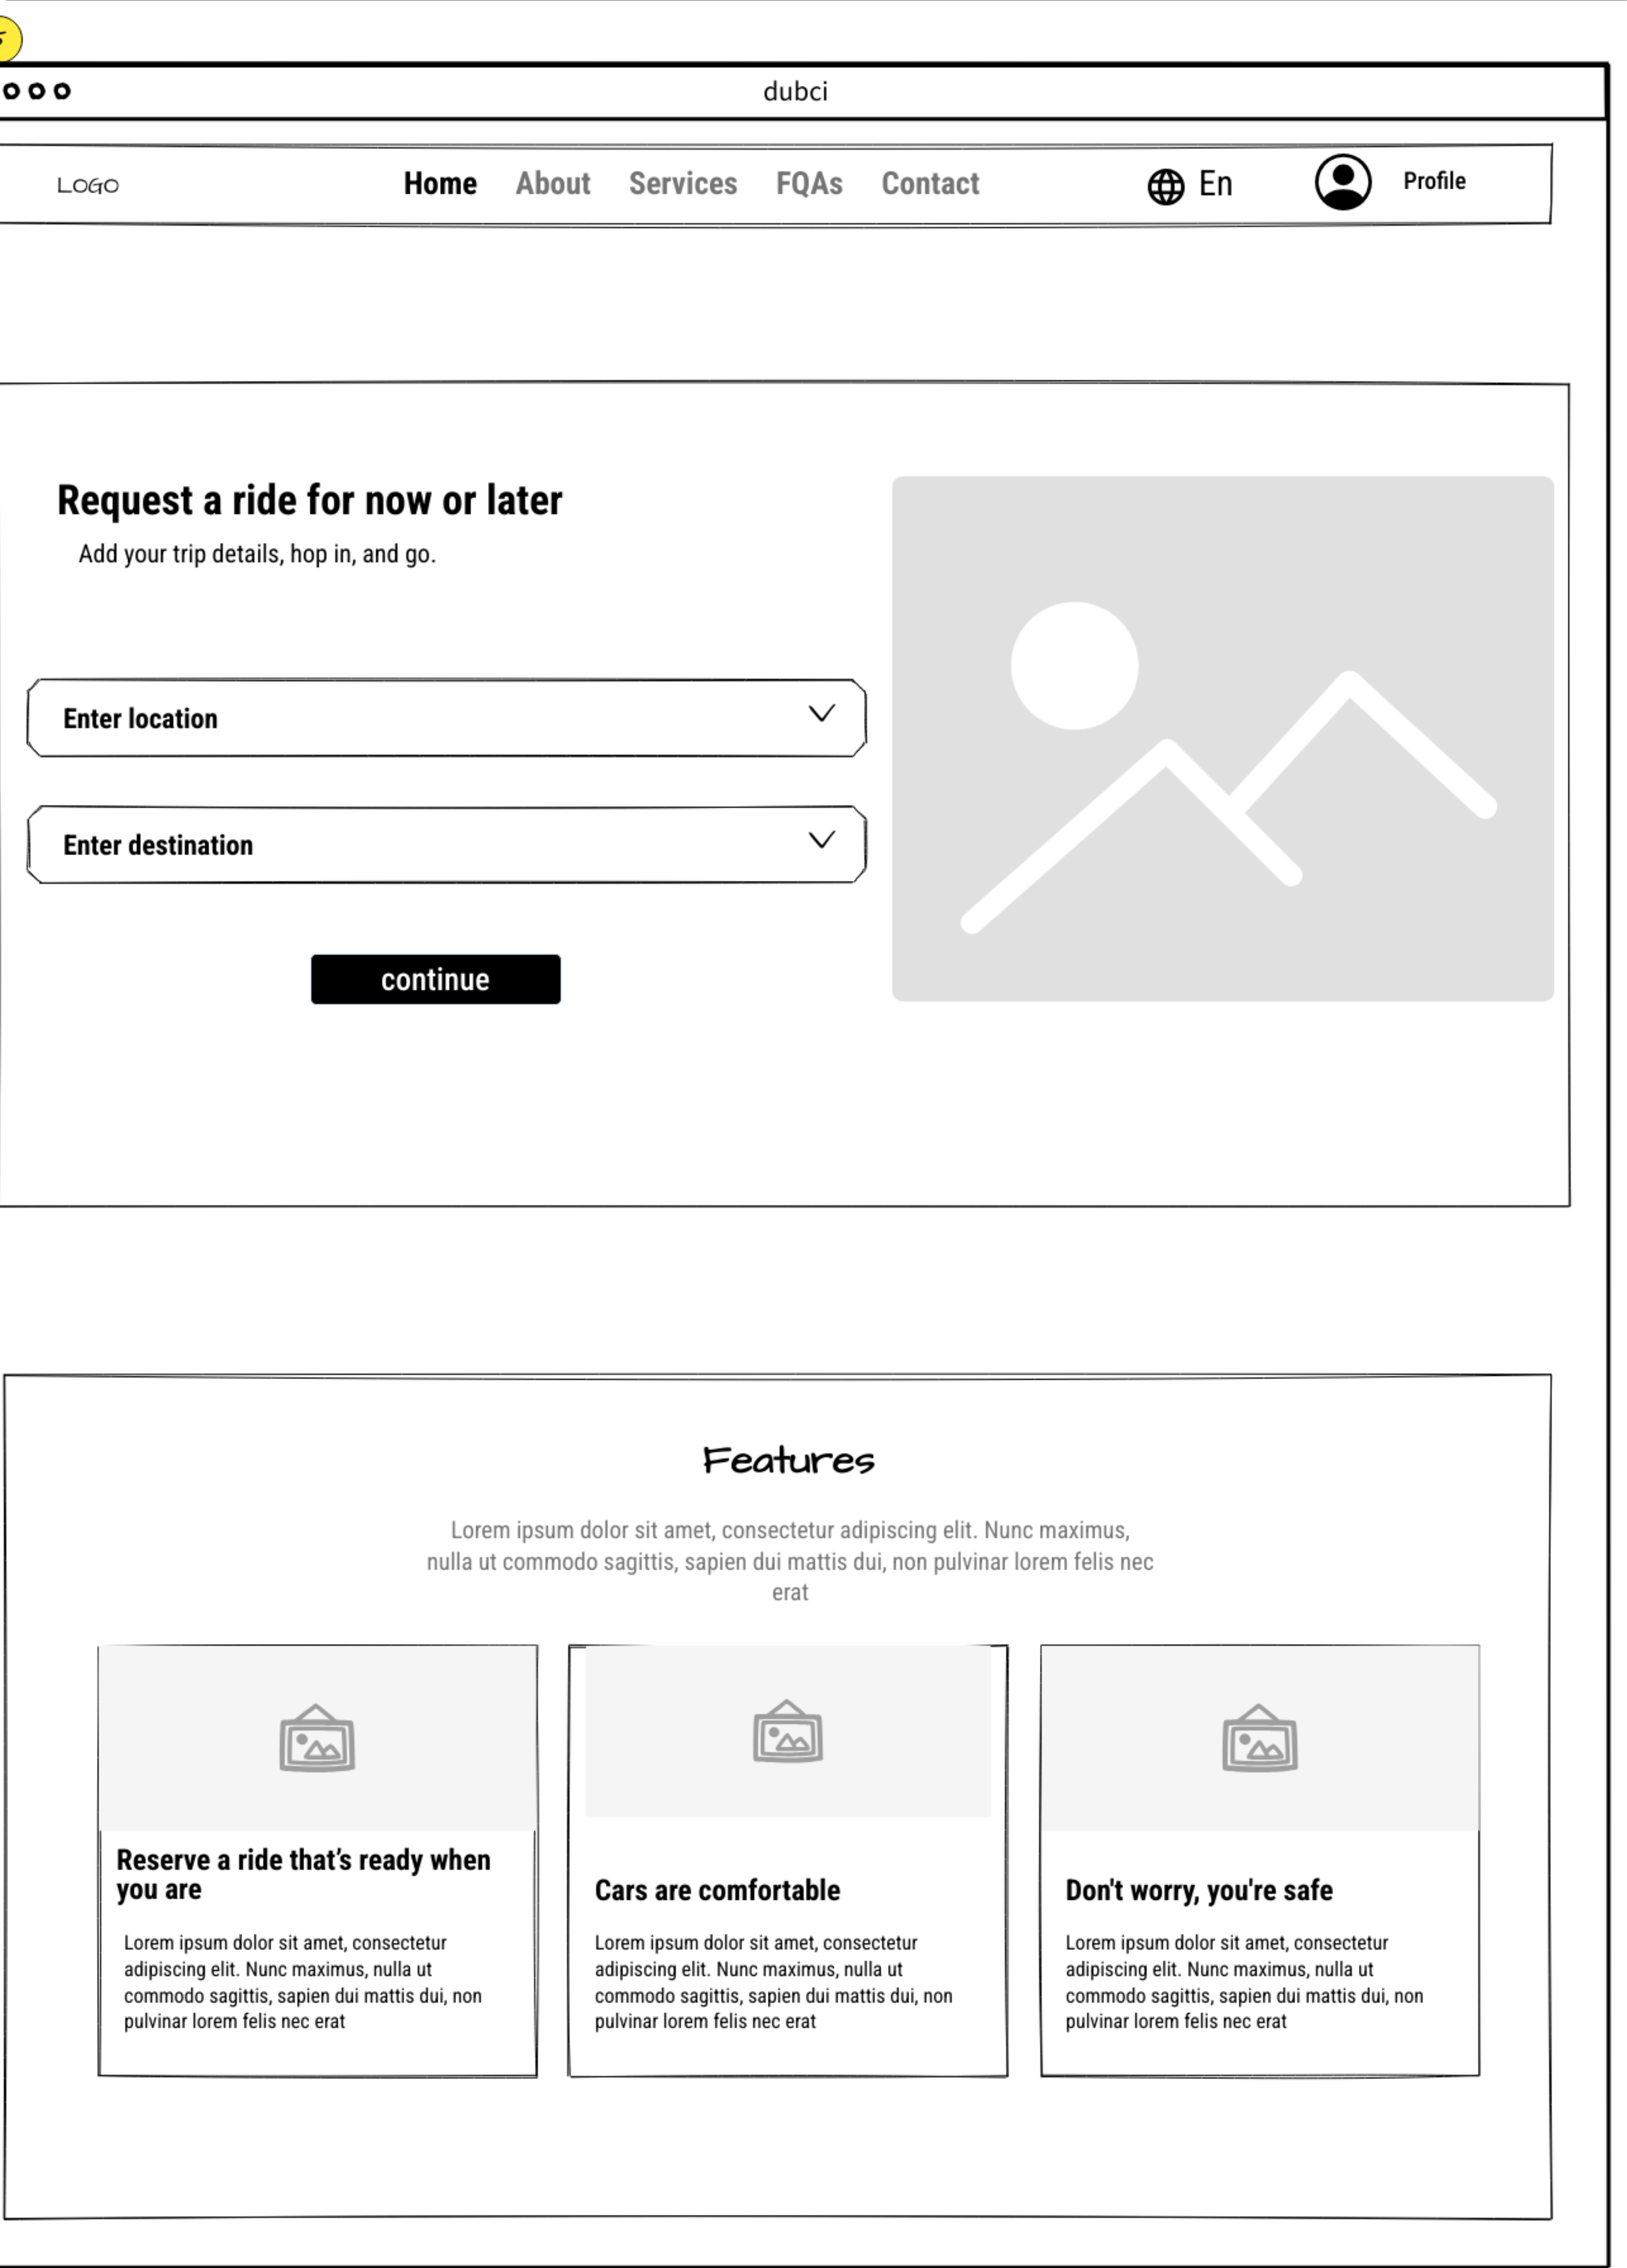 dubci
LOGO
Home About Services FQAs Contact
En
Profile
Request a ride for now or later
Add your trip details, hop in, and go.
Enter location
Enter destination
continue
Features
Lorem ipsum dolor sit amet, consectetur adipiscing elit. Nunc maximus,
nulla ut commodo sagittis, sapien dui mattis dui, non pulvinar lorem felis nec
erat
Reserve a ride that’s ready when
you are
Lorem ipsum dolor sit amet, consectetur
adipiscing elit. Nunc maximus, nulla ut
commodo sagittis, sapien dui mattis dui, non
pulvinar lorem felis nec erat
Cars are comfortable
Lorem ipsum dolor sit amet, consectetur
adipiscing elit. Nunc maximus, nulla ut
commodo sagittis, sapien dui mattis dui, non
pulvinar lorem felis nec erat
Don't worry, you're safe
Lorem ipsum dolor sit amet, consectetur
adipiscing elit. Nunc maximus, nulla ut
commodo sagittis, sapien dui mattis dui, non
pulvinar lorem felis nec erat